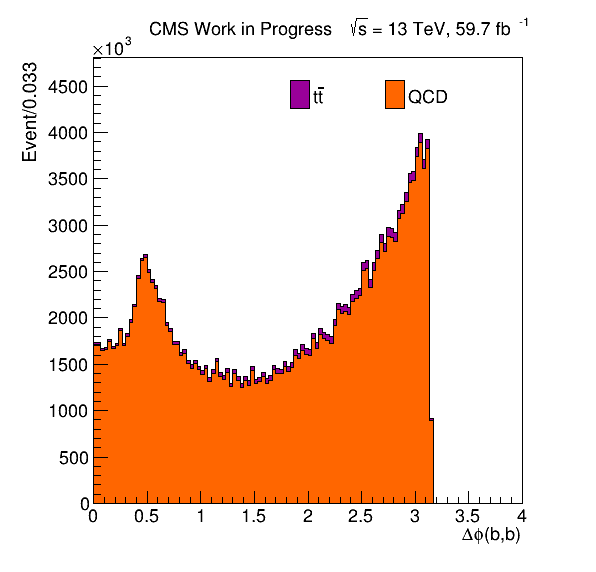 CMS Work in Progress √s = 13 TeV, 59.7 fb ⁻¹
×10³
Event/0.033
tt̄
QCD
4500
4000
3500
3000
2500
2000
1500
1000
500
0
0 0.5 1 1.5 2 2.5 3 3.5 4
Δϕ(b,b)